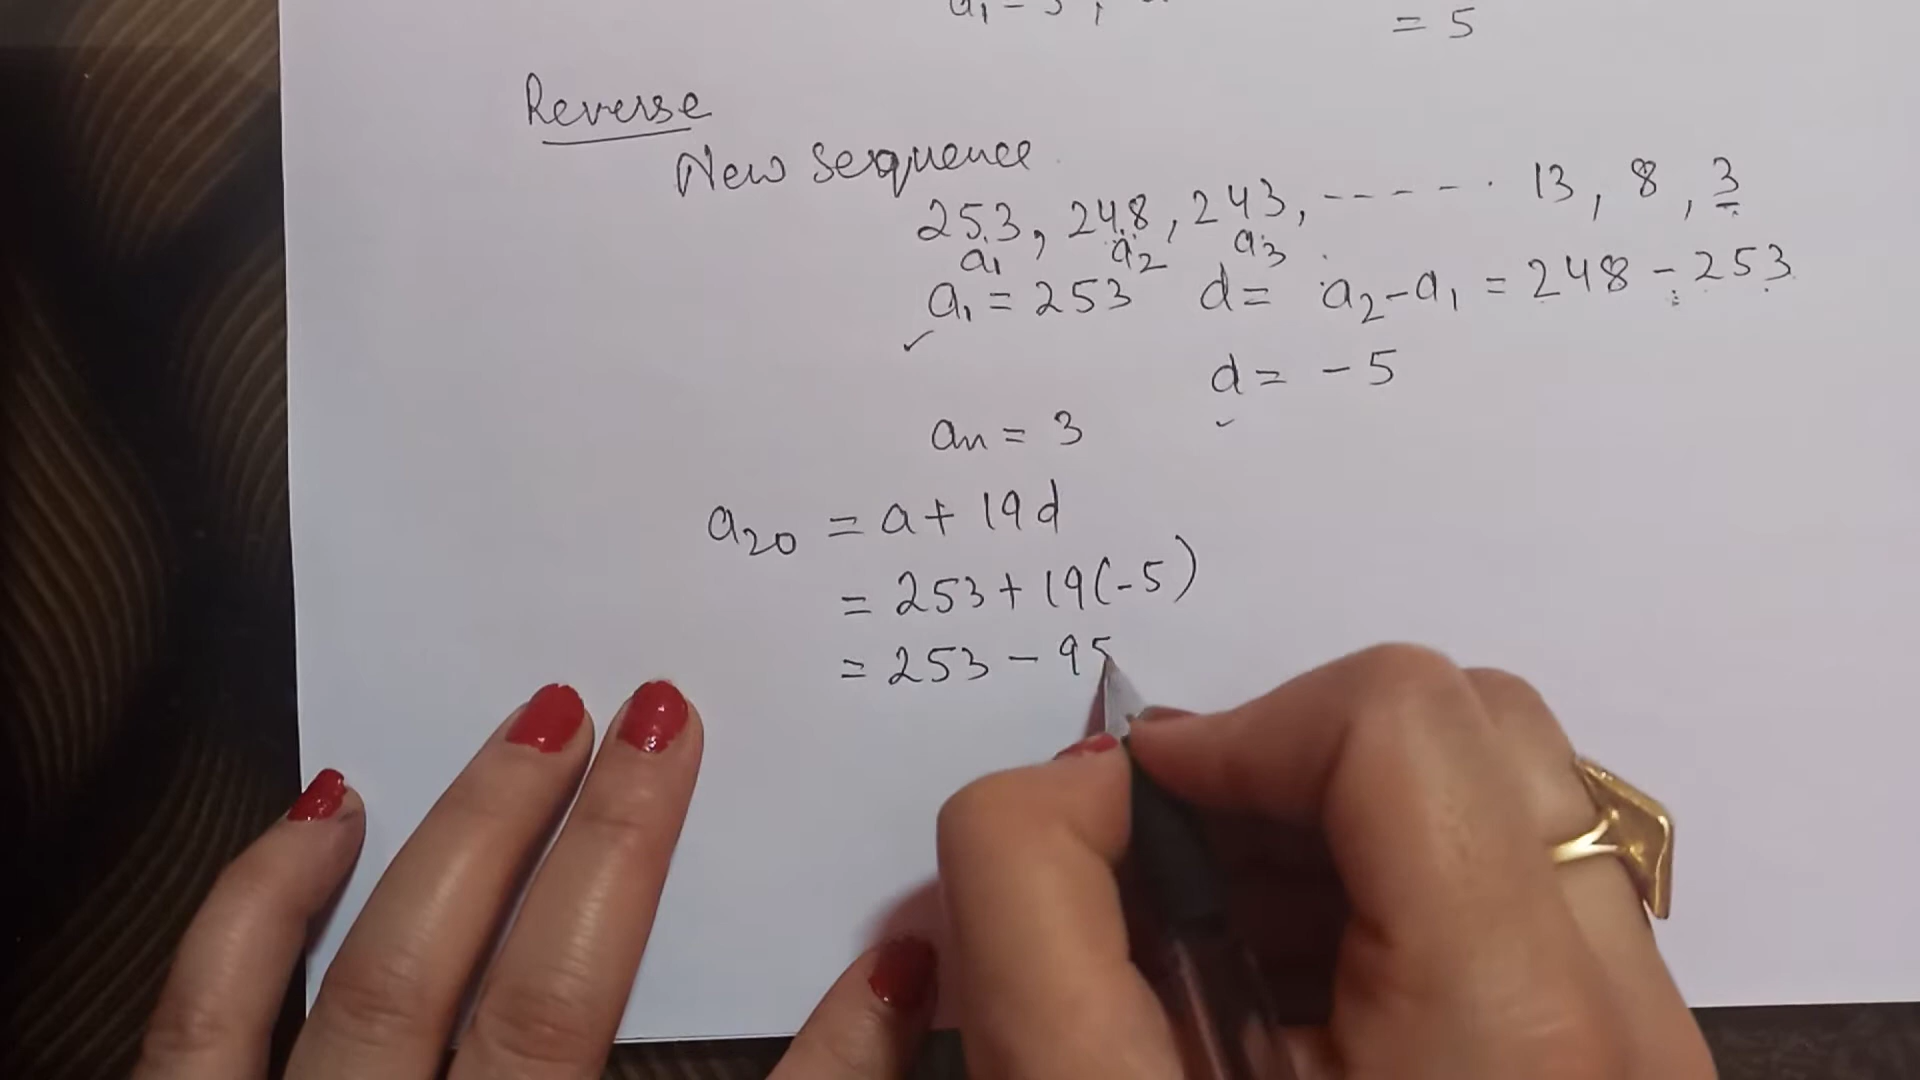 = 5
Reverse
New Sequence
253, 248, 243, ----- 13, 8, 3
a₁ a₂ a₃
a₁ = 253 d = a₂-a₁ = 248 - 253
d = -5
an = 3
a₂₀ = a + 19d
= 253 + 19(-5)
= 253 - 95